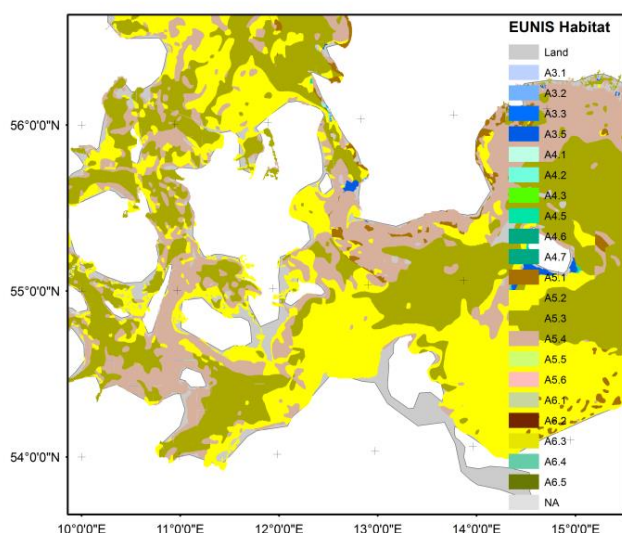 EUNIS Habitat
Land
A3.1
A3.2
A3.3
A3.5
A4.1
A4.2
A4.3
A4.5
A4.6
A4.7
A5.1
A5.2
A5.3
A5.4
A5.5
A5.6
A6.1
A6.2
A6.3
A6.4
A6.5
NA
56°0'0"N
55°0'0"N
54°0'0"N
10°0'0"E 11°0'0"E 12°0'0"E 13°0'0"E 14°0'0"E 15°0'0"E